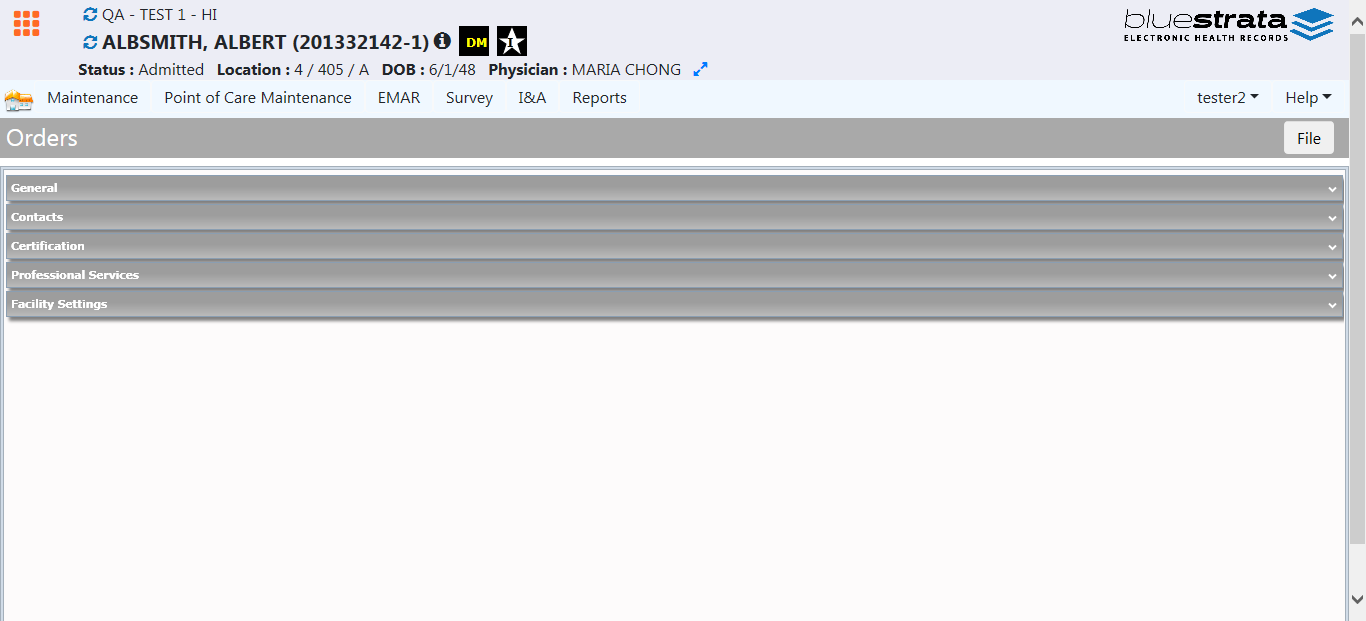 QA - TEST 1 - HI
ALBSMITH, ALBERT (201332142-1) DM 1
Status : Admitted Location : 4 / 405 / A DOB : 6/1/48 Physician : MARIA CHONG
bluestrata
ELECTRONIC HEALTH RECORDS
Maintenance Point of Care Maintenance EMAR Survey I&A Reports tester2 Help
Orders File
General
Contacts
Certification
Professional Services
Facility Settings